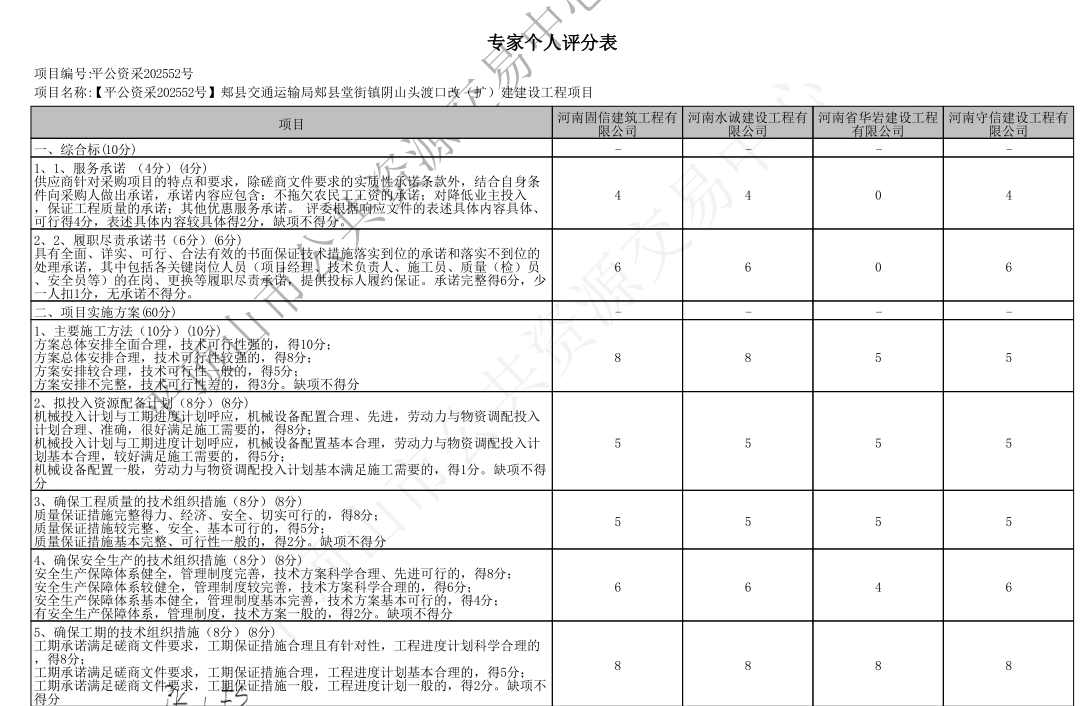 专家个人评分表
项目编号:平公资采202552号
项目名称:【平公资采202552号】郏县交通运输局郏县堂街镇阴山头渡口改（扩）建建设工程项目
项目 河南固信建筑工程有限公司 河南水诚建设工程有限公司 河南省华岩建设工程有限公司 河南守信建设工程有限公司
一、综合标(10分) - - - -
1、1、服务承诺 （4分）(4分)
供应商针对采购项目的特点和要求，除磋商文件要求的实质性承诺条款外，结合自身条
件向采购人做出承诺，承诺内容应包含：不拖欠农民工工资的承诺；对降低业主投入
，保证工程质量的承诺；其他优惠服务承诺。 评委根据响应文件的表述具体内容具体、
可行得4分，表述具体内容较具体得2分，缺项不得分。
4 4 0 4
2、2、履职尽责承诺书（6分）(6分)
具有全面、详实、可行、合法有效的书面保证技术措施落实到位的承诺和落实不到位的
处理承诺，其中包括各关键岗位人员（项目经理、技术负责人、施工员、质量（检）员
、安全员等）的在岗、更换等履职尽责承诺，提供投标人履约保证。承诺完整得6分，少
一人扣1分，无承诺不得分。
6 6 0 6
二、项目实施方案(60分) - - - -
1、主要施工方法（10分）(10分)
方案总体安排全面合理，技术可行性强的，得10分；
方案总体安排合理，技术可行性较强的，得8分；
方案安排较合理，技术可行性一般的，得5分；
方案安排不完整，技术可行性差的，得3分。缺项不得分
8 8 5 5
2、拟投入资源配备计划（8分）(8分)
机械投入计划与工期进度计划呼应，机械设备配置合理、先进，劳动力与物资调配投入
计划合理、准确，很好满足施工需要的，得8分；
机械投入计划与工期进度计划呼应，机械设备配置基本合理，劳动力与物资调配投入计
划基本合理，较好满足施工需要的，得5分；
机械设备配置一般，劳动力与物资调配投入计划基本满足施工需要的，得1分。缺项不得
分
5 5 5 5
3、确保工程质量的技术组织措施（8分）(8分)
质量保证措施完整得力、经济、安全、切实可行的，得8分；
质量保证措施较完整、安全、基本可行的，得5分；
质量保证措施基本完整、可行性一般的，得2分。缺项不得分
5 5 5 5
4、确保安全生产的技术组织措施（8分）(8分)
安全生产保障体系健全，管理制度完善，技术方案科学合理、先进可行的，得8分；
安全生产保障体系较健全，管理制度较完善，技术方案科学合理的，得6分；
安全生产保障体系基本健全，管理制度基本完善，技术方案基本可行的，得4分；
有安全生产保障体系，管理制度，技术方案一般的，得2分。缺项不得分
6 6 4 6
5、确保工期的技术组织措施（8分）(8分)
工期承诺满足磋商文件要求，工期保证措施合理且有针对性，工程进度计划科学合理的
，得8分；
工期承诺满足磋商文件要求，工期保证措施合理，工程进度计划基本合理的，得5分；
工期承诺满足磋商文件要求，工期保证措施一般，工程进度计划一般的，得2分。缺项不
得分
8 8 8 8
平顶山市公共资源交易中心